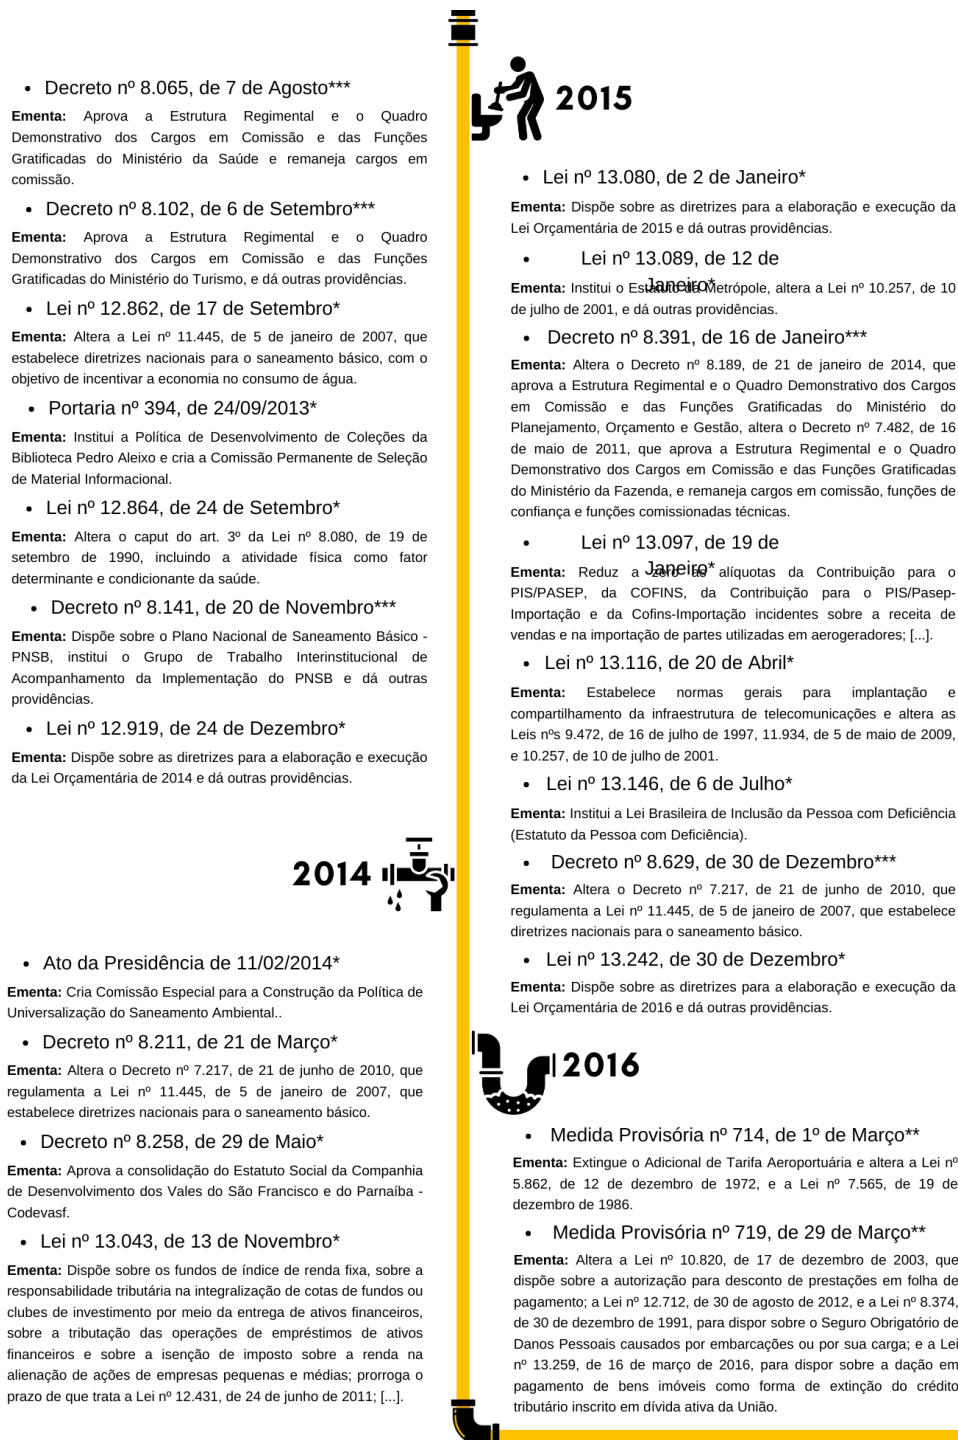 • Decreto nº 8.065, de 7 de Agosto***
Ementa: Aprova a Estrutura Regimental e o Quadro
Demonstrativo dos Cargos em Comissão e das Funções
Gratificadas do Ministério da Saúde e remaneja cargos em
comissão.
• Decreto nº 8.102, de 6 de Setembro***
Ementa: Aprova a Estrutura Regimental e o Quadro
Demonstrativo dos Cargos em Comissão e das Funções
Gratificadas do Ministério do Turismo, e dá outras providências.
• Lei nº 12.862, de 17 de Setembro*
Ementa: Altera a Lei nº 11.445, de 5 de janeiro de 2007, que
estabelece diretrizes nacionais para o saneamento básico, com o
objetivo de incentivar a economia no consumo de água.
• Portaria nº 394, de 24/09/2013*
Ementa: Institui a Política de Desenvolvimento de Coleções da
Biblioteca Pedro Aleixo e cria a Comissão Permanente de Seleção
de Material Informacional.
• Lei nº 12.864, de 24 de Setembro*
Ementa: Altera o caput do art. 3º da Lei nº 8.080, de 19 de
setembro de 1990, incluindo a atividade física como fator
determinante e condicionante da saúde.
• Decreto nº 8.141, de 20 de Novembro***
Ementa: Dispõe sobre o Plano Nacional de Saneamento Básico -
PNSB, institui o Grupo de Trabalho Interinstitucional de
Acompanhamento da Implementação do PNSB e dá outras
providências.
• Lei nº 12.919, de 24 de Dezembro*
Ementa: Dispõe sobre as diretrizes para a elaboração e execução
da Lei Orçamentária de 2014 e dá outras providências.
2014
• Ato da Presidência de 11/02/2014*
Ementa: Cria Comissão Especial para a Construção da Política de
Universalização do Saneamento Ambiental..
• Decreto nº 8.211, de 21 de Março*
Ementa: Altera o Decreto nº 7.217, de 21 de junho de 2010, que
regulamenta a Lei nº 11.445, de 5 de janeiro de 2007, que
estabelece diretrizes nacionais para o saneamento básico.
• Decreto nº 8.258, de 29 de Maio*
Ementa: Aprova a consolidação do Estatuto Social da Companhia
de Desenvolvimento dos Vales do São Francisco e do Parnaíba -
Codevasf.
• Lei nº 13.043, de 13 de Novembro*
Ementa: Dispõe sobre os fundos de índice de renda fixa, sobre a
responsabilidade tributária na integralização de cotas de fundos ou
clubes de investimento por meio da entrega de ativos financeiros,
sobre a tributação das operações de empréstimos de ativos
financeiros e sobre a isenção de imposto sobre a renda na
alienação de ações de empresas pequenas e médias; prorroga o
prazo de que trata a Lei nº 12.431, de 24 de junho de 2011; [...].
2015
• Lei nº 13.080, de 2 de Janeiro*
Ementa: Dispõe sobre as diretrizes para a elaboração e execução da
Lei Orçamentária de 2015 e dá outras providências.
• Lei nº 13.089, de 12 de
Janeiro*
Ementa: Institui o Estatuto da Metrópole, altera a Lei nº 10.257, de 10
de julho de 2001, e dá outras providências.
• Decreto nº 8.391, de 16 de Janeiro***
Ementa: Altera o Decreto nº 8.189, de 21 de janeiro de 2014, que
aprova a Estrutura Regimental e o Quadro Demonstrativo dos Cargos
em Comissão e das Funções Gratificadas do Ministério do
Planejamento, Orçamento e Gestão, altera o Decreto nº 7.482, de 16
de maio de 2011, que aprova a Estrutura Regimental e o Quadro
Demonstrativo dos Cargos em Comissão e das Funções Gratificadas
do Ministério da Fazenda, e remaneja cargos em comissão, funções de
confiança e funções comissionadas técnicas.
• Lei nº 13.097, de 19 de
Janeiro*
Ementa: Reduz a zero as alíquotas da Contribuição para o
PIS/PASEP, da COFINS, da Contribuição para o PIS/Pasep-
Importação e da Cofins-Importação incidentes sobre a receita de
vendas e na importação de partes utilizadas em aerogeradores; [...].
• Lei nº 13.116, de 20 de Abril*
Ementa: Estabelece normas gerais para implantação e
compartilhamento da infraestrutura de telecomunicações e altera as
Leis nºs 9.472, de 16 de julho de 1997, 11.934, de 5 de maio de 2009,
e 10.257, de 10 de julho de 2001.
• Lei nº 13.146, de 6 de Julho*
Ementa: Institui a Lei Brasileira de Inclusão da Pessoa com Deficiência
(Estatuto da Pessoa com Deficiência).
• Decreto nº 8.629, de 30 de Dezembro***
Ementa: Altera o Decreto nº 7.217, de 21 de junho de 2010, que
regulamenta a Lei nº 11.445, de 5 de janeiro de 2007, que estabelece
diretrizes nacionais para o saneamento básico.
• Lei nº 13.242, de 30 de Dezembro*
Ementa: Dispõe sobre as diretrizes para a elaboração e execução da
Lei Orçamentária de 2016 e dá outras providências.
2016
• Medida Provisória nº 714, de 1º de Março**
Ementa: Extingue o Adicional de Tarifa Aeroportuária e altera a Lei nº
5.862, de 12 de dezembro de 1972, e a Lei nº 7.565, de 19 de
dezembro de 1986.
• Medida Provisória nº 719, de 29 de Março**
Ementa: Altera a Lei nº 10.820, de 17 de dezembro de 2003, que
dispõe sobre a autorização para desconto de prestações em folha de
pagamento; a Lei nº 12.712, de 30 de agosto de 2012, e a Lei nº 8.374,
de 30 de dezembro de 1991, para dispor sobre o Seguro Obrigatório de
Danos Pessoais causados por embarcações ou por sua carga; e a Lei
nº 13.259, de 16 de março de 2016, para dispor sobre a dação em
pagamento de bens imóveis como forma de extinção do crédito
tributário inscrito em dívida ativa da União.